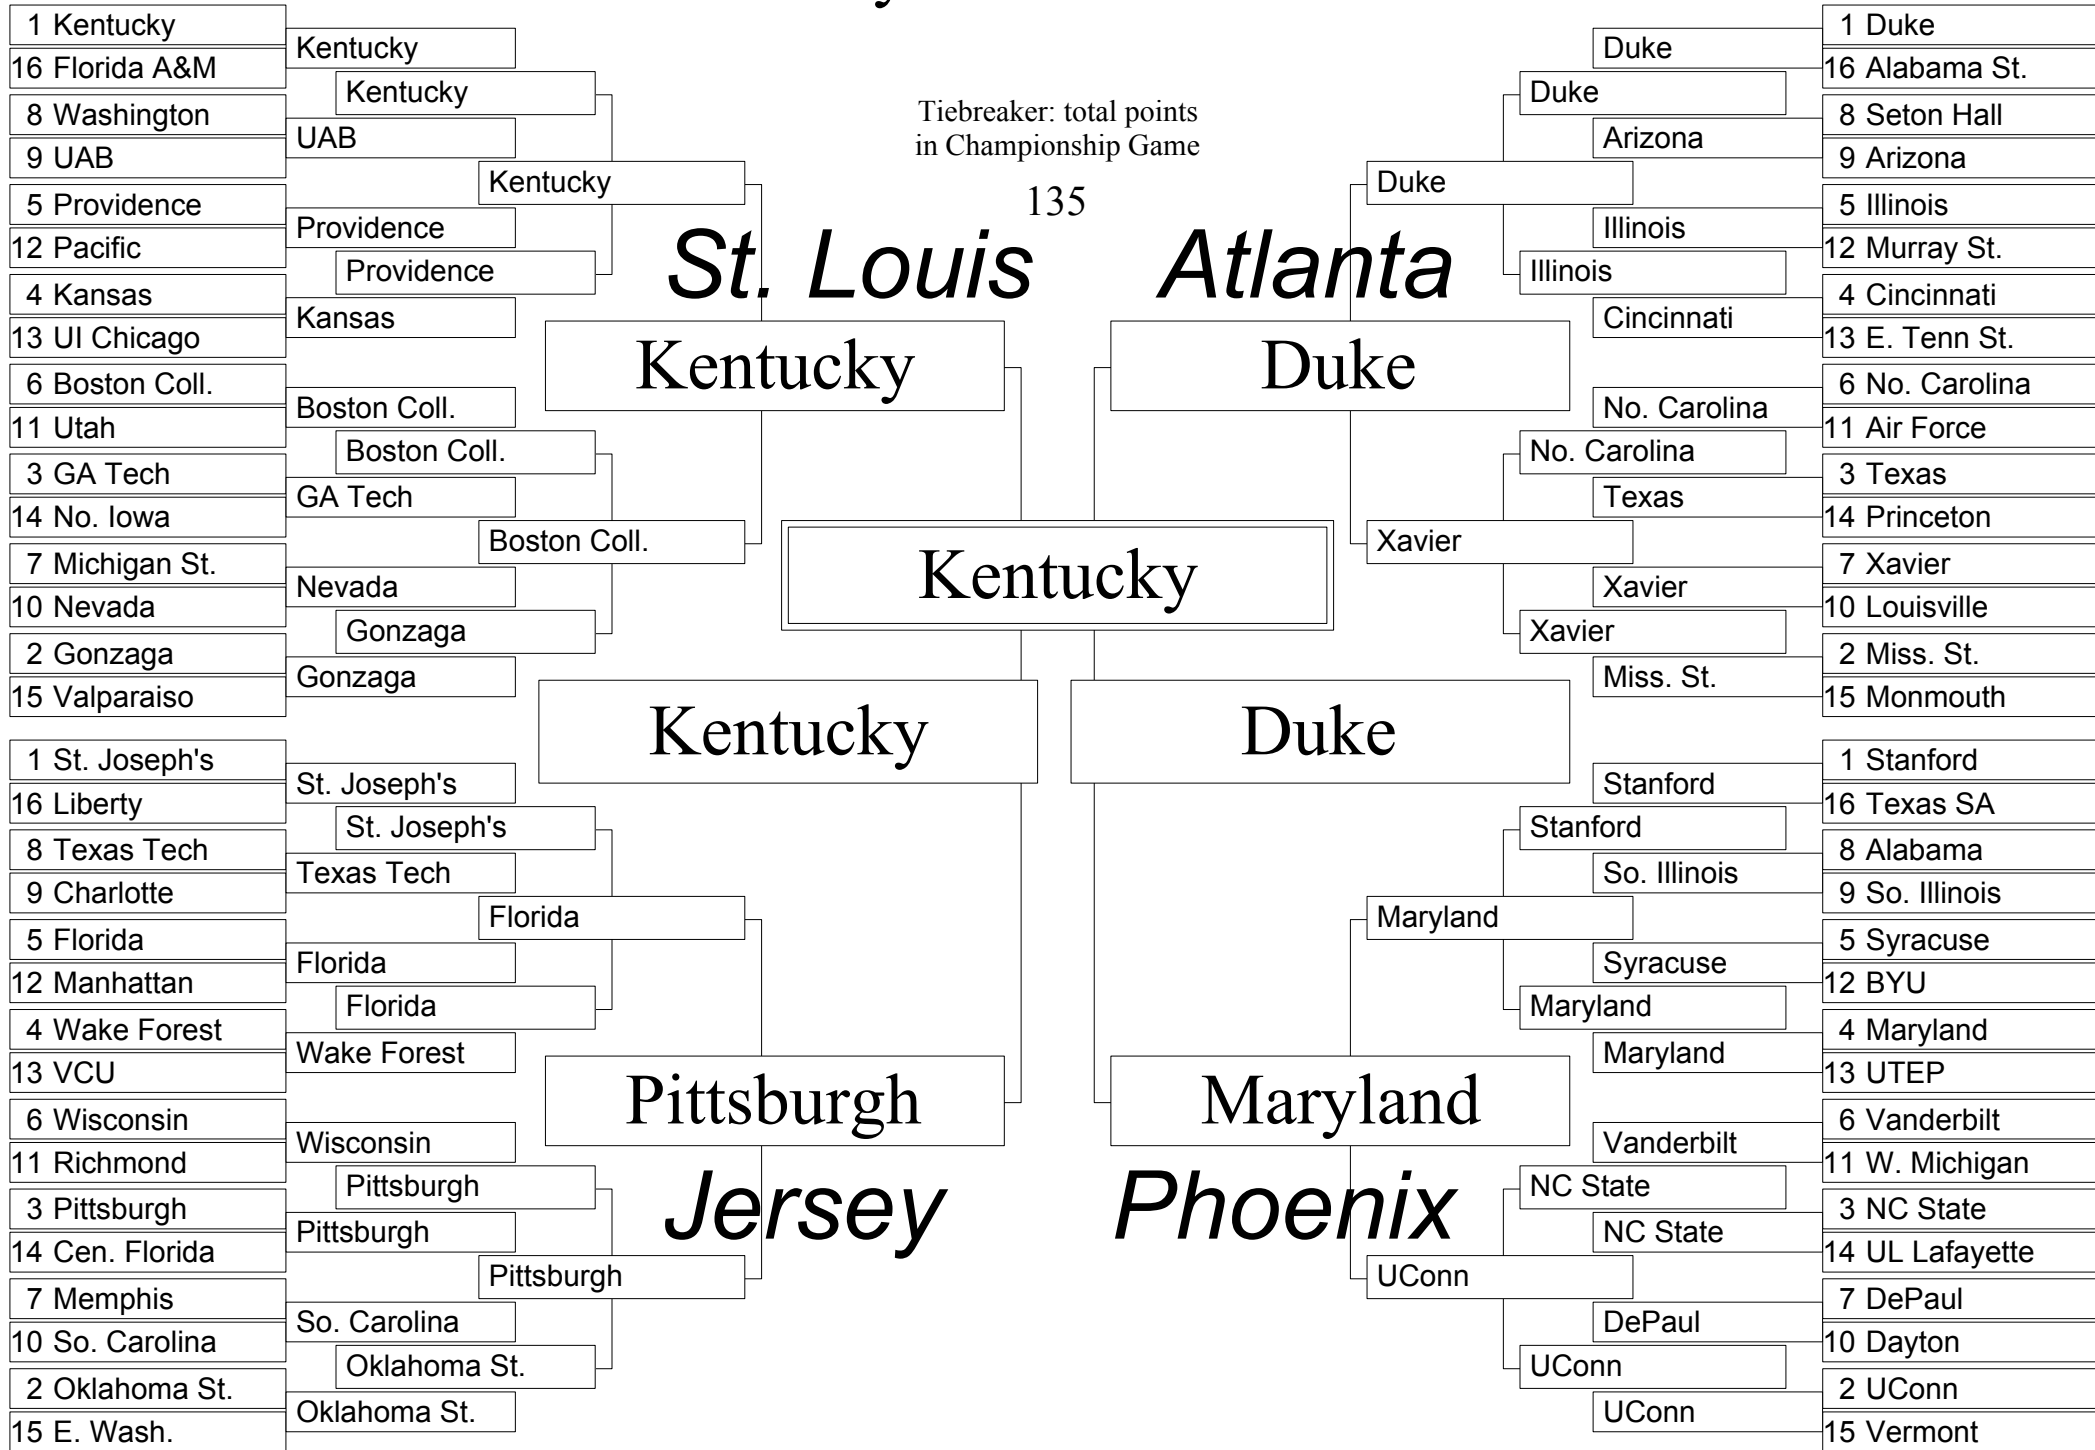 1 Kentucky
16 Florida A&M
8 Washington
9 UAB
5 Providence
12 Pacific
4 Kansas
13 UI Chicago
6 Boston Coll.
11 Utah
3 GA Tech
14 No. Iowa
7 Michigan St.
10 Nevada
2 Gonzaga
15 Valparaiso
Kentucky
UAB
Providence
Kansas
Boston Coll.
GA Tech
Nevada
Gonzaga
Kentucky
Providence
Boston Coll.
Gonzaga
Kentucky
Boston Coll.
St. Louis
Kentucky
1 St. Joseph's
16 Liberty
8 Texas Tech
9 Charlotte
5 Florida
12 Manhattan
4 Wake Forest
13 VCU
6 Wisconsin
11 Richmond
3 Pittsburgh
14 Cen. Florida
7 Memphis
10 So. Carolina
2 Oklahoma St.
15 E. Wash.
St. Joseph's
Texas Tech
Florida
Wake Forest
Wisconsin
Pittsburgh
So. Carolina
Oklahoma St.
St. Joseph's
Florida
Pittsburgh
Oklahoma St.
Florida
Pittsburgh
Pittsburgh
Jersey
Tiebreaker: total points
in Championship Game
135
Kentucky
Kentucky
Duke
Atlanta
Duke
Duke
Xavier
Duke
Illinois
No. Carolina
Xavier
Duke
Arizona
Illinois
Cincinnati
No. Carolina
Texas
Xavier
Miss. St.
1 Duke
16 Alabama St.
8 Seton Hall
9 Arizona
5 Illinois
12 Murray St.
4 Cincinnati
13 E. Tenn St.
6 No. Carolina
11 Air Force
3 Texas
14 Princeton
7 Xavier
10 Louisville
2 Miss. St.
15 Monmouth
Maryland
Phoenix
Maryland
UConn
Stanford
Maryland
NC State
UConn
Stanford
So. Illinois
Syracuse
Maryland
Vanderbilt
NC State
DePaul
UConn
1 Stanford
16 Texas SA
8 Alabama
9 So. Illinois
5 Syracuse
12 BYU
4 Maryland
13 UTEP
6 Vanderbilt
11 W. Michigan
3 NC State
14 UL Lafayette
7 DePaul
10 Dayton
2 UConn
15 Vermont